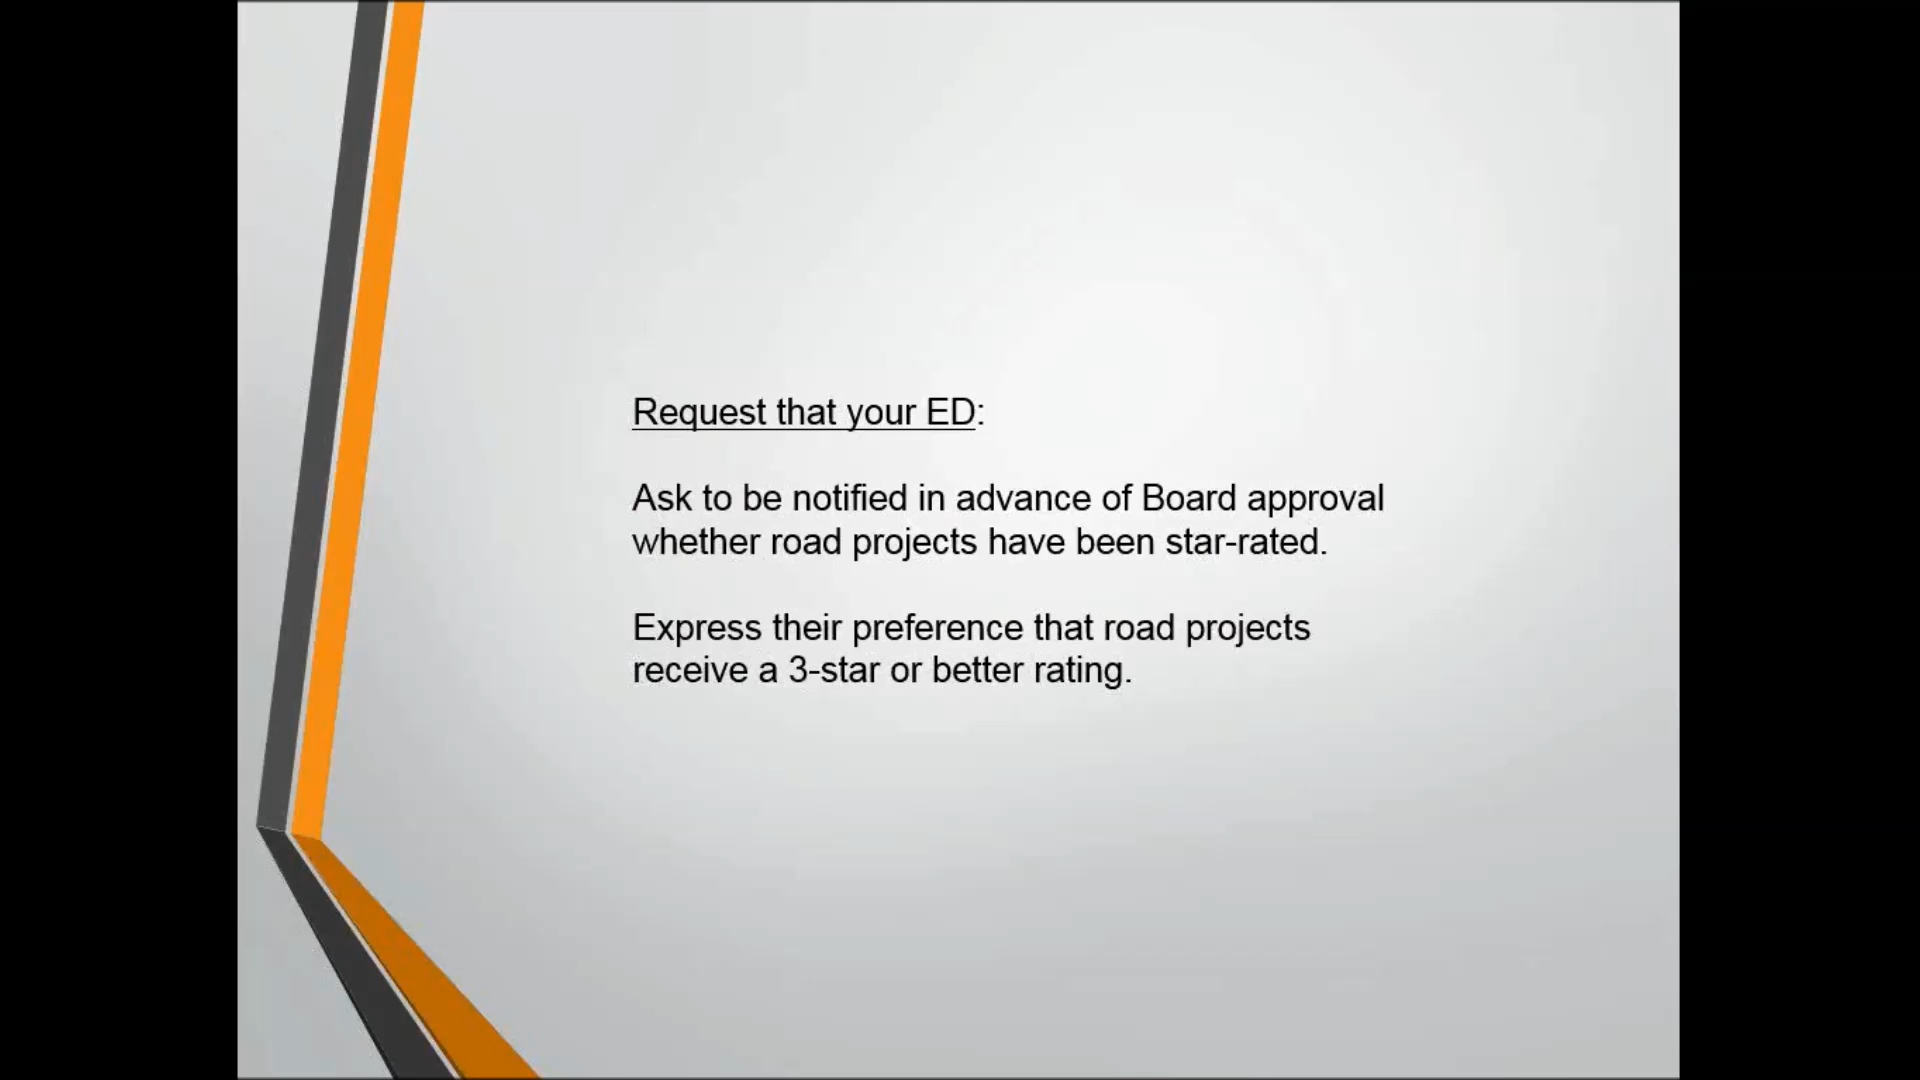 Request that your ED:
Ask to be notified in advance of Board approval
whether road projects have been star-rated.
Express their preference that road projects
receive a 3-star or better rating.